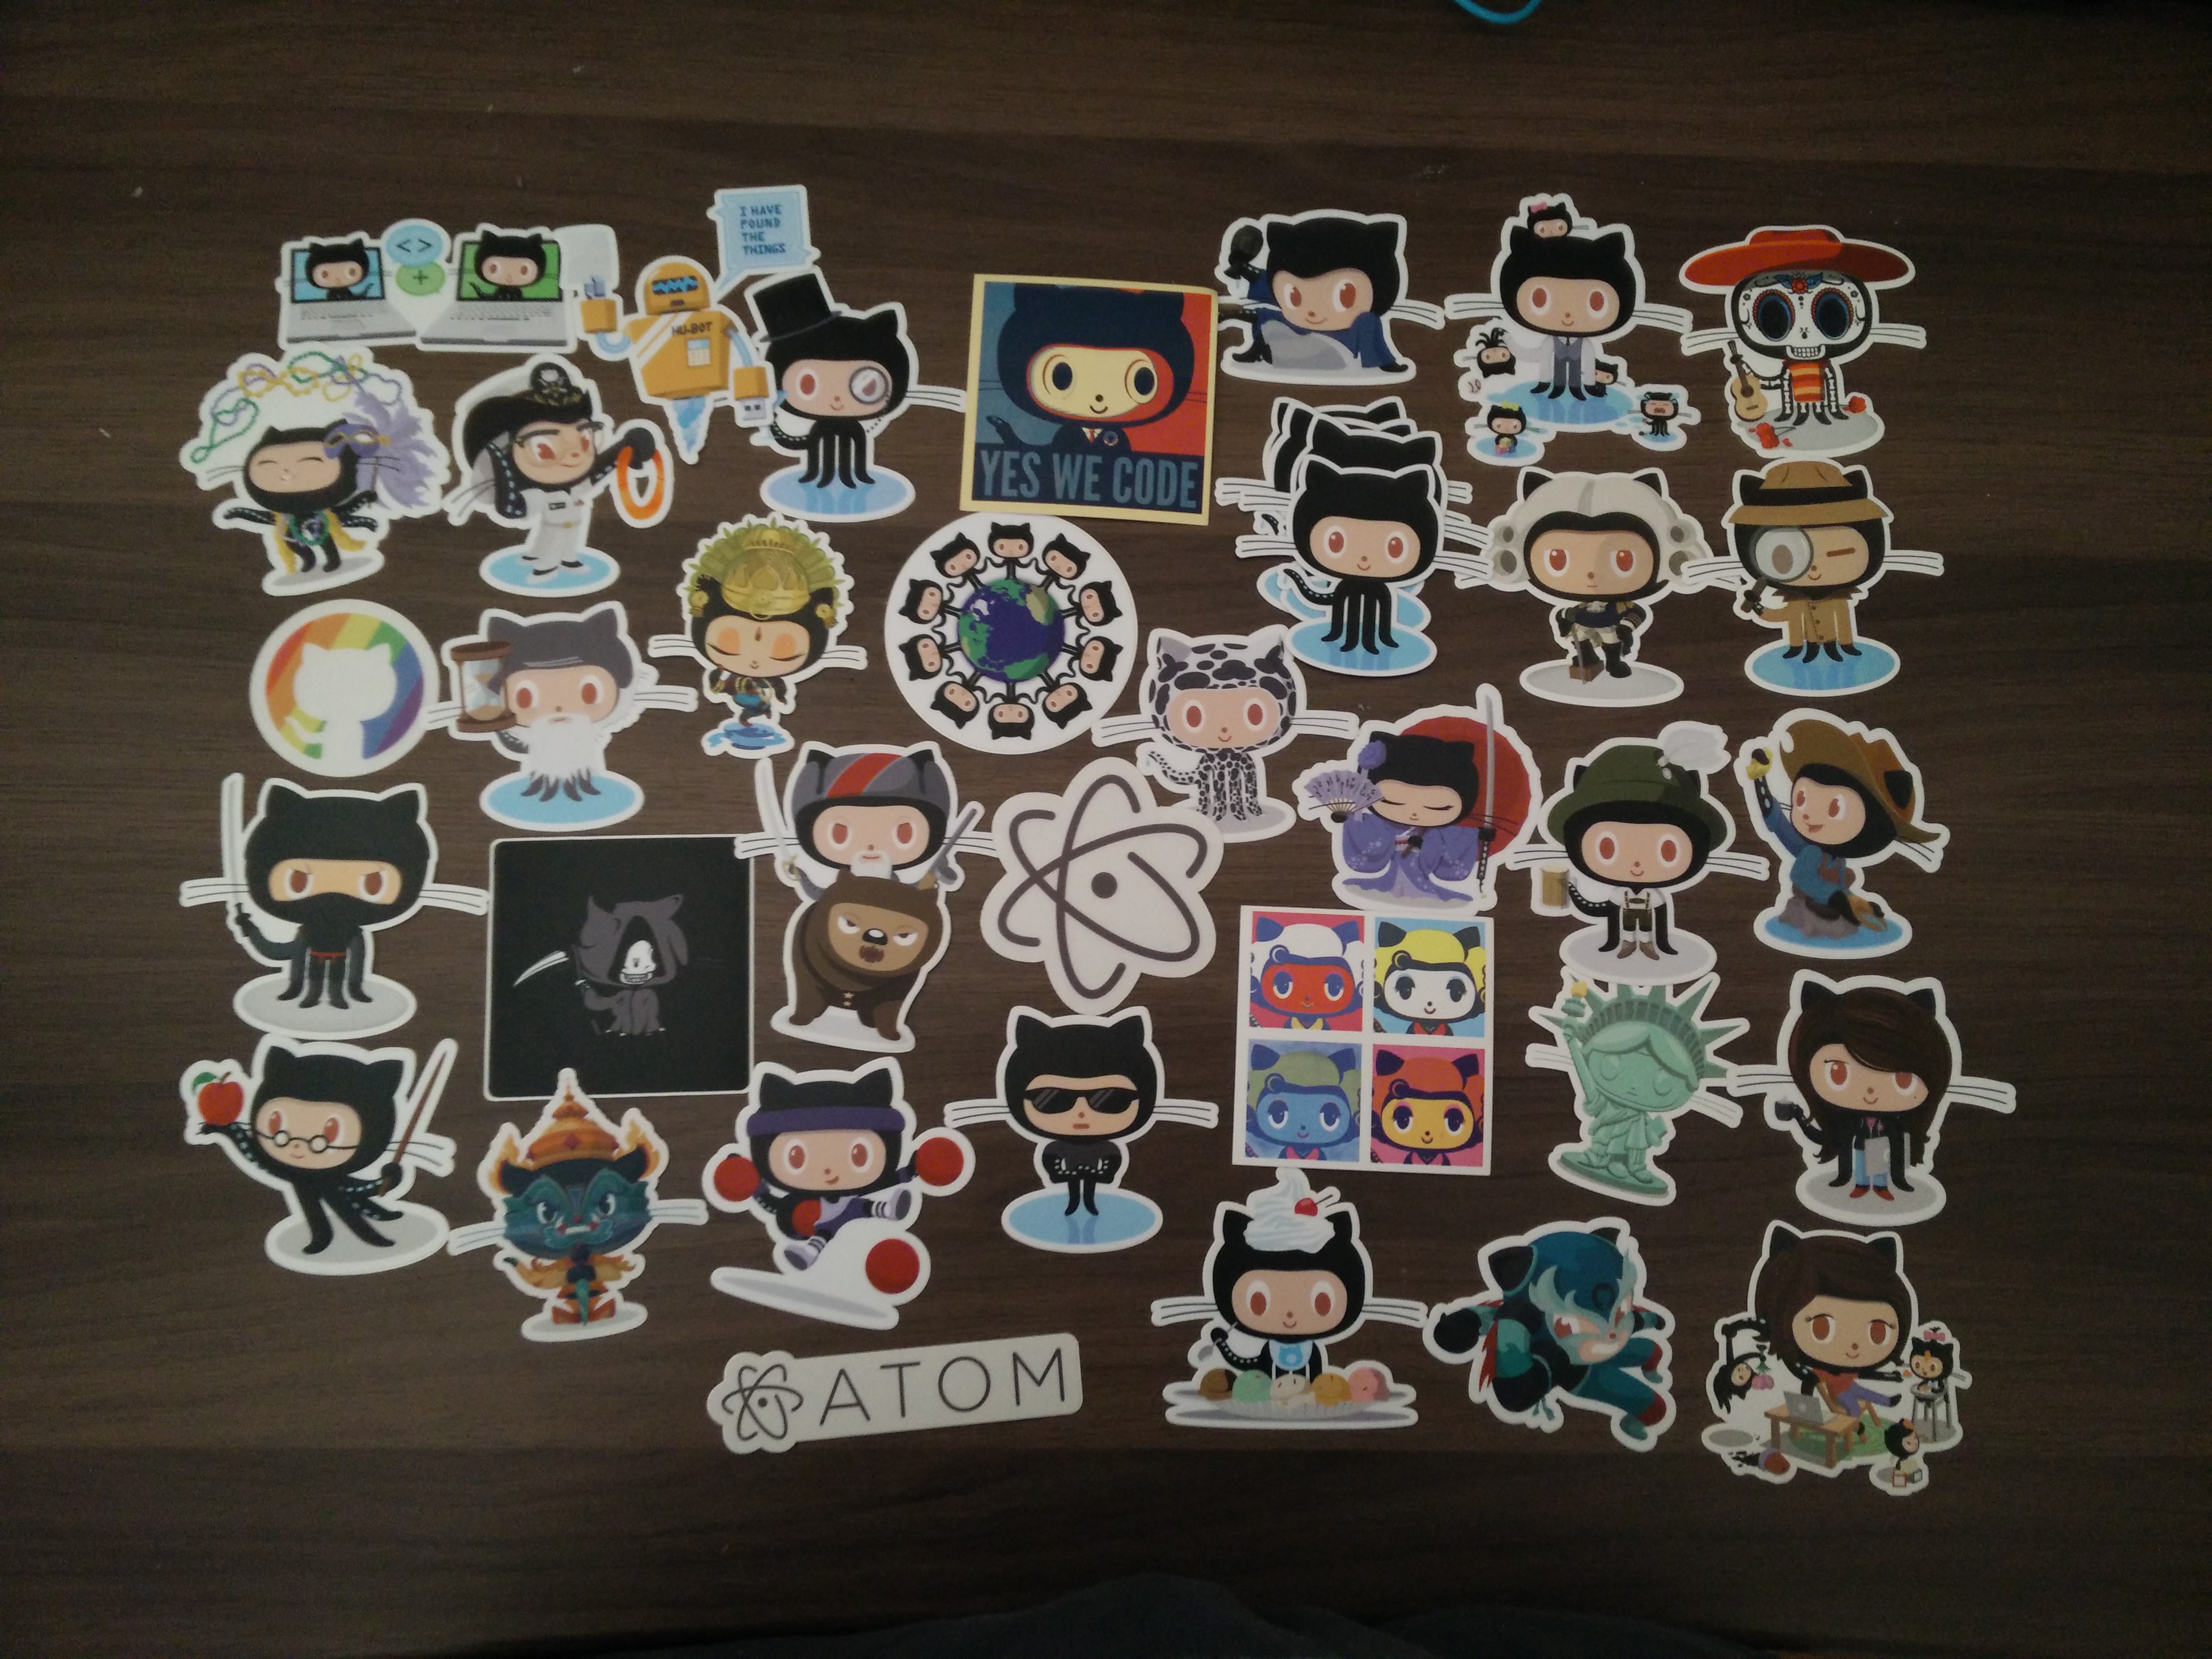 I HAVE
FOUND
THE
THINGS
HU-BOT
YES WE CODE
<>
+
ATOM